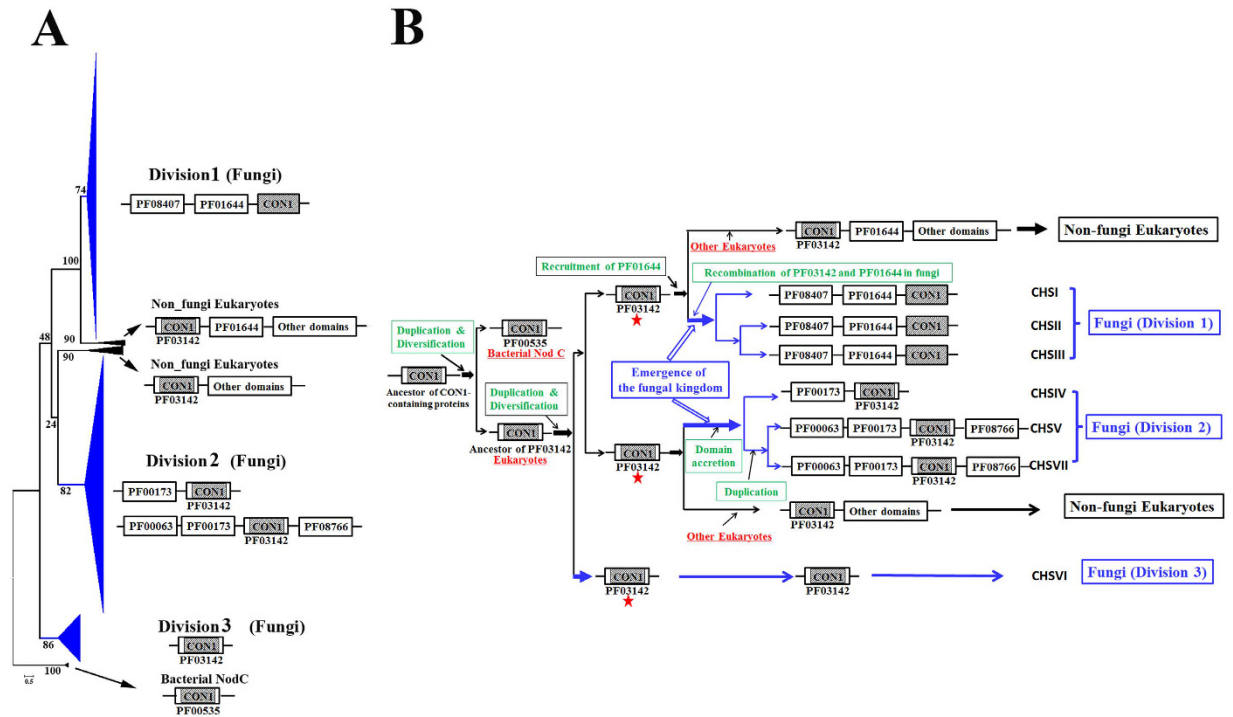 A
Division1 (Fungi)
PF08407 PF01644 CON1
74
100
Non_fungi Eukaryotes
CON1 PF01644 Other domains
PF03142
48
90
90
Non_fungi Eukaryotes
CON1 Other domains
PF03142
24
Division2 (Fungi)
82
PF00173 CON1
PF03142
PF00063 PF00173 CON1 PF08766
PF03142
Division3 (Fungi)
86
CON1
PF03142
100
0.5
Bacterial NodC
CON1
PF00535
B
CON1 PF01644 Other domains
PF03142
Non-fungi Eukaryotes
Other Eukaryotes
Recruitment of PF01644
Recombination of PF03142 and PF01644 in fungi
CON1
PF03142
PF08407 PF01644 CON1
CHSI
PF08407 PF01644 CON1
CHSII
Fungi (Division 1)
PF08407 PF01644 CON1
CHSIII
Duplication &
Diversification
CON1
PF00535
Bacterial Nod C
CON1
Ancestor of CON1-
containing proteins
Duplication &
Diversification
CON1
Ancestor of PF03142
Eukaryotes
Emergence
of
the fungal kingdom
PF00173 CON1
PF03142
CHSIV
PF00063 PF00173 CON1 PF08766
PF03142
CHSV
Fungi (Division 2)
PF00063 PF00173 CON1 PF08766
PF03142
CHSVII
CON1
PF03142
Domain
accretion
Duplication
CON1 Other domains
PF03142
Non-fungi Eukaryotes
Other Eukaryotes
CON1
PF03142
CON1
PF03142
CHSVI
Fungi (Division 3)